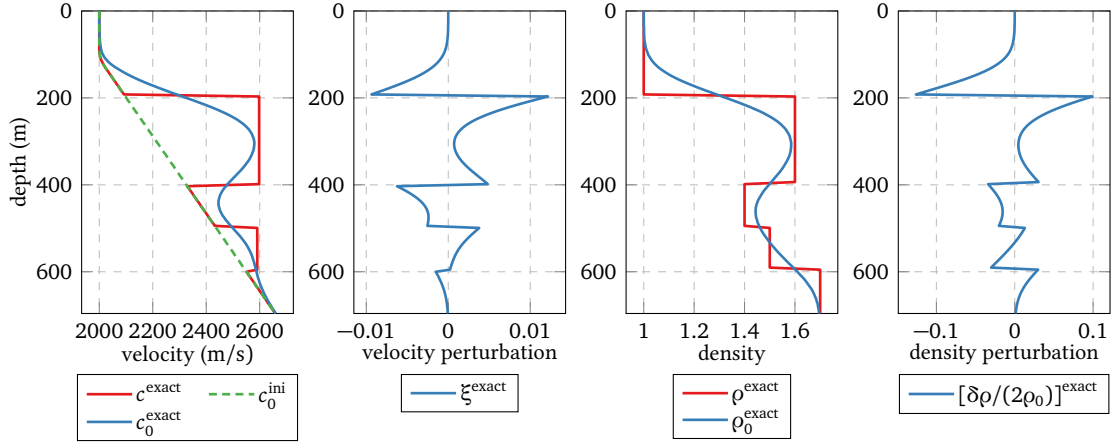 0
200
400
600
depth (m)
2000 2200 2400 2600
velocity (m/s)
c^exact
c_0^ini
c_0^exact
0
200
400
600
−0.01 0 0.01
velocity perturbation
ξ^exact
0
200
400
600
1 1.2 1.4 1.6
density
ρ^exact
ρ_0^exact
0
200
400
600
−0.1 0 0.1
density perturbation
[δρ/(2ρ_0)]^exact